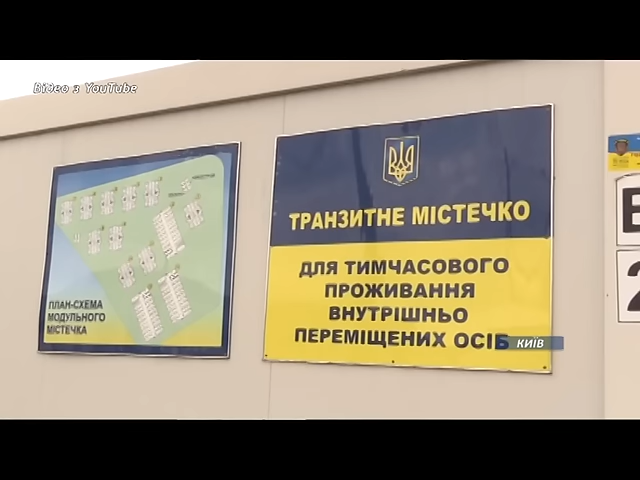 Відео з YouTube
ПЛАН-СХЕМА
МОДУЛЬНОГО
МІСТЕЧКА
ТРАНЗИТНЕ МІСТЕЧКО
ДЛЯ ТИМЧАСОВОГО
ПРОЖИВАННЯ
ВНУТРІШНЬО
ПЕРЕМІЩЕНИХ ОСІБ
КИЇВ